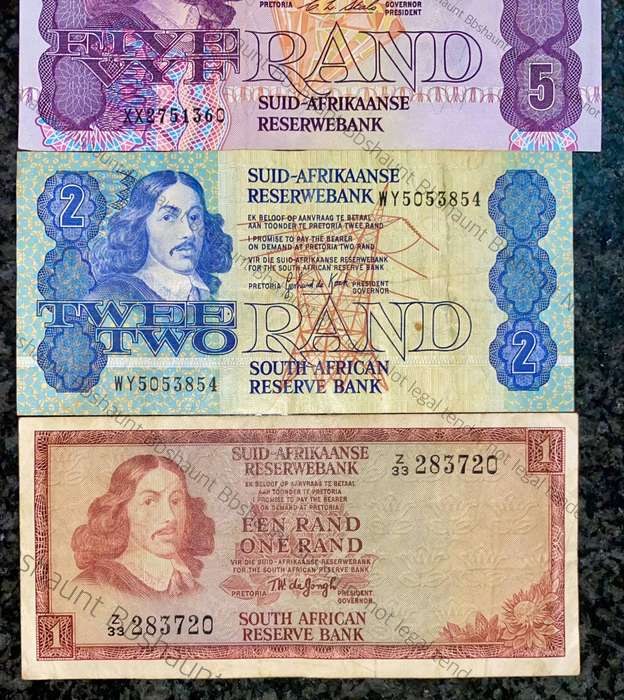 PRETORIA
GOVERNOR
PRESIDENT
FIVE
VYF RAND
5
XX2751360
SUID-AFRIKAANSE
RESERWEBANK
2
SUID-AFRIKAANSE
RESERWEBANK WY5053854
EK BELOOF OP AANVRAAG TE BETAAL
AAN TOONDER TE PRETORIA TWEE RAND
I PROMISE TO PAY THE BEARER
ON DEMAND AT PRETORIA TWO RAND
VIR DIE SUID-AFRIKAANSE RESERWEBANK
FOR THE SOUTH AFRICAN RESERVE BANK
PRETORIA PRESIDENT
GOVERNOR
TWEE
TWO RAND
2
WY5053854
SOUTH AFRICAN
RESERVE BANK
1
SUID-AFRIKAANSE
RESERWEBANK
Z/33 283720
EK BELOOF OP AANVRAAG TE BETAAL
AAN TOONDER TE PRETORIA
I PROMISE TO PAY THE BEARER
ON DEMAND AT PRETORIA
EEN RAND
ONE RAND
VIR DIE SUID-AFRIKAANSE RESERWEBANK
FOR THE SOUTH AFRICAN RESERVE BANK
PRETORIA TW de Jongh PRESIDENT
GOVERNOR
1
Z/33 283720
SOUTH AFRICAN
RESERVE BANK
Bbshaunt Bbshaunt
not legal tender